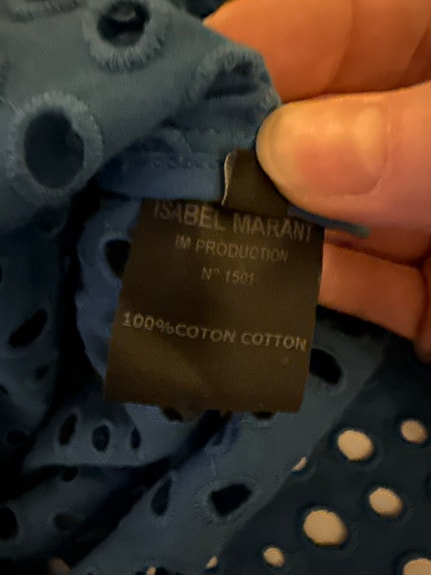 ISABEL MARANT
IM PRODUCTION
N° 1501
100%COTON COTTON